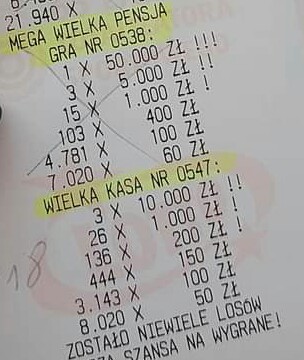 21.940 X
MEGA WIELKA PENSJA
GRA NR 0538:
1 X 50.000 ZŁ !!!
3 X 5.000 ZŁ !!
15 X 1.000 ZŁ !
103 X 400 ZŁ
4.781 X 100 ZŁ
7.020 X 60 ZŁ
WIELKA KASA NR 0547:
3 X 10.000 ZŁ !!
26 X 1.000 ZŁ !
136 X 200 ZŁ !
18
444 X 150 ZŁ
3.143 X 100 ZŁ
8.020 X 50 ZŁ
ZOSTAŁO NIEWIELE LOSÓW
SZANSA NA WYGRANE!